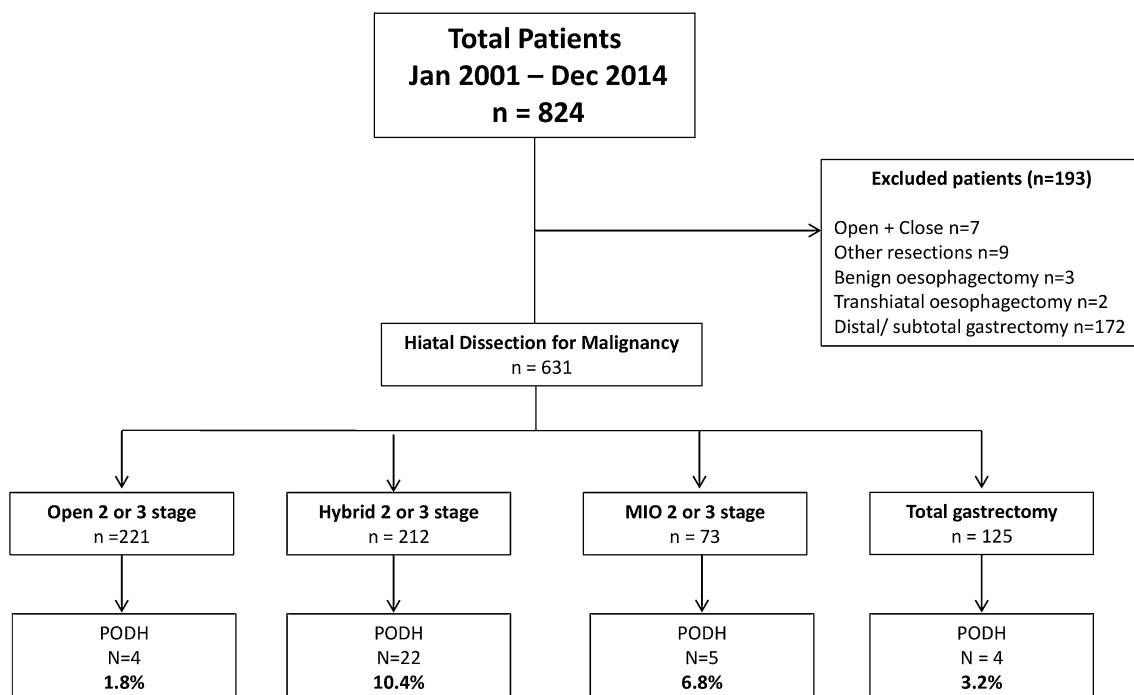 Total Patients
Jan 2001 – Dec 2014
n = 824
Excluded patients (n=193)
Open + Close n=7
Other resections n=9
Benign oesophagectomy n=3
Transhiatal oesophagectomy n=2
Distal/ subtotal gastrectomy n=172
Hiatal Dissection for Malignancy
n = 631
Open 2 or 3 stage
n =221
Hybrid 2 or 3 stage
n = 212
MIO 2 or 3 stage
n = 73
Total gastrectomy
n = 125
PODH
N=4
1.8%
PODH
N=22
10.4%
PODH
N=5
6.8%
PODH
N = 4
3.2%